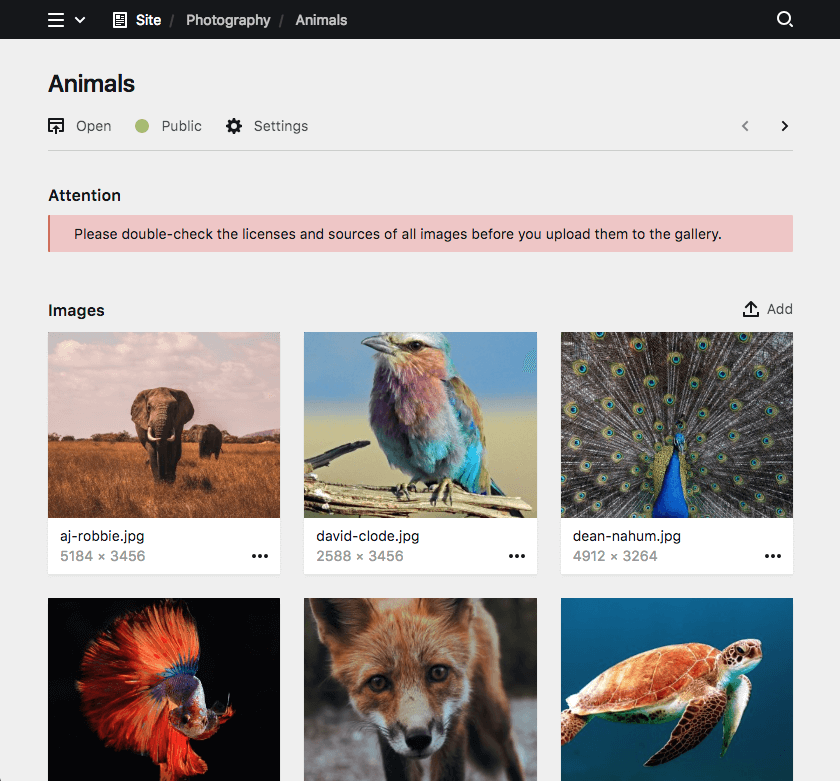 Site / Photography / Animals
Animals
Open Public Settings
Attention
Please double-check the licenses and sources of all images before you upload them to the gallery.
Images Add
aj-robbie.jpg
5184 × 3456
david-clode.jpg
2588 × 3456
dean-nahum.jpg
4912 × 3264